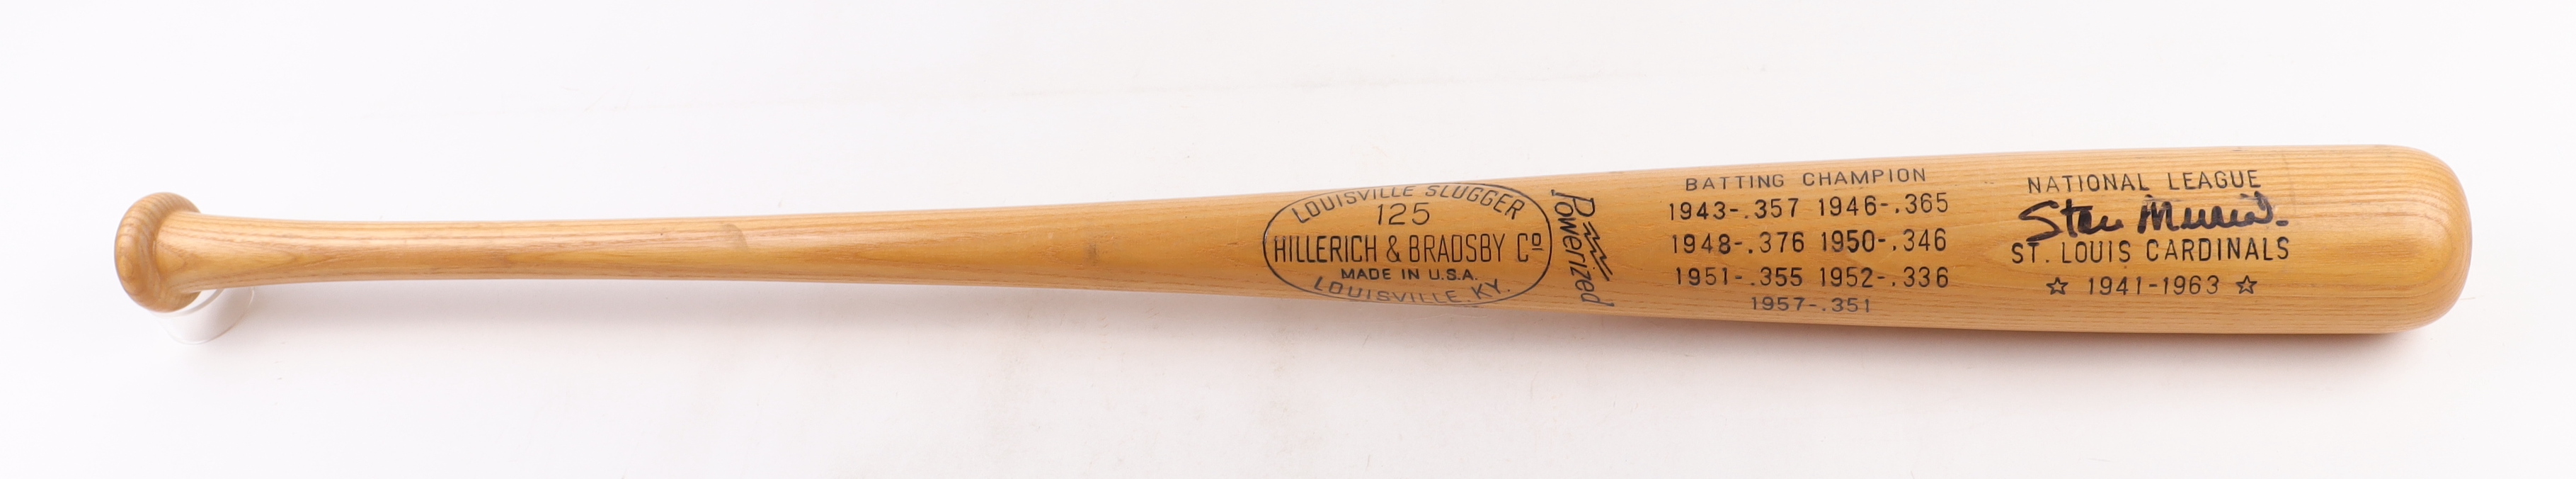 LOUISVILLE SLUGGER
125
HILLERICH & BRADSBY Cº
MADE IN U.S.A.
LOUISVILLE, KY.
Powerized
BATTING CHAMPION
1943-.357 1946-.365
1948-.376 1950-.346
1951-.355 1952-.336
1957-.351
NATIONAL LEAGUE
Stan Musial
ST. LOUIS CARDINALS
☆ 1941-1963 ☆